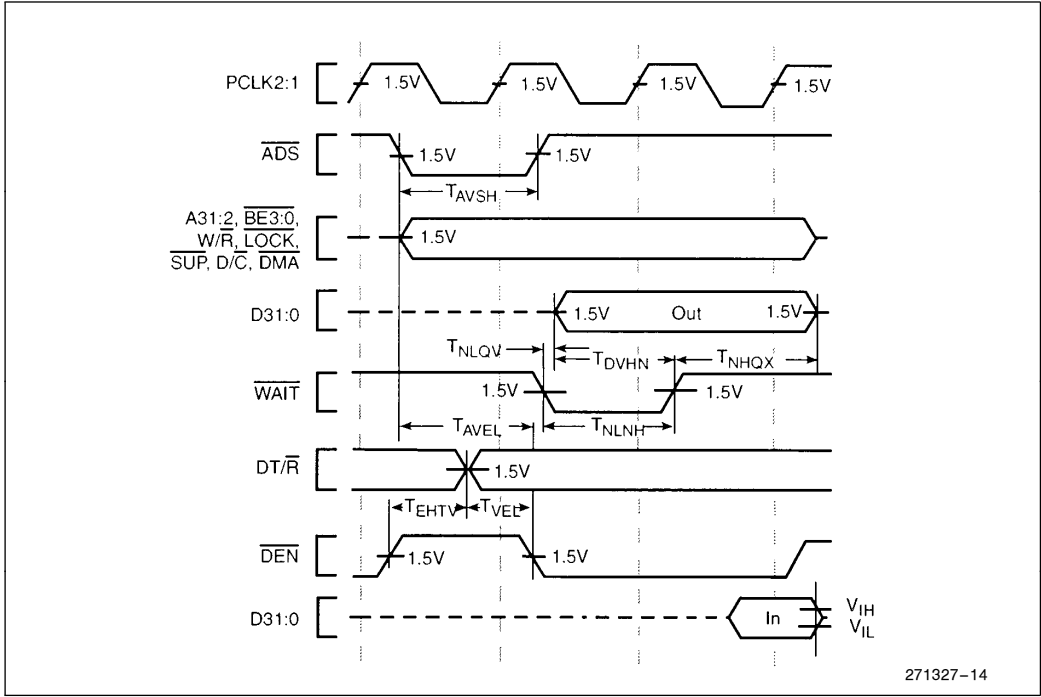 PCLK2:1
1.5V 1.5V 1.5V 1.5V
ADS
1.5V 1.5V
TAVSH
A31:2, BE3:0,
W/R, LOCK,
SUP, D/C, DMA
1.5V
D31:0
1.5V Out 1.5V
TNLQV TDVHN TNHQX
WAIT
1.5V 1.5V
TAVEL TNLNH
DT/R
1.5V
TEHTV TVEL
DEN
1.5V 1.5V
D31:0
In
VIH
VIL
271327–14